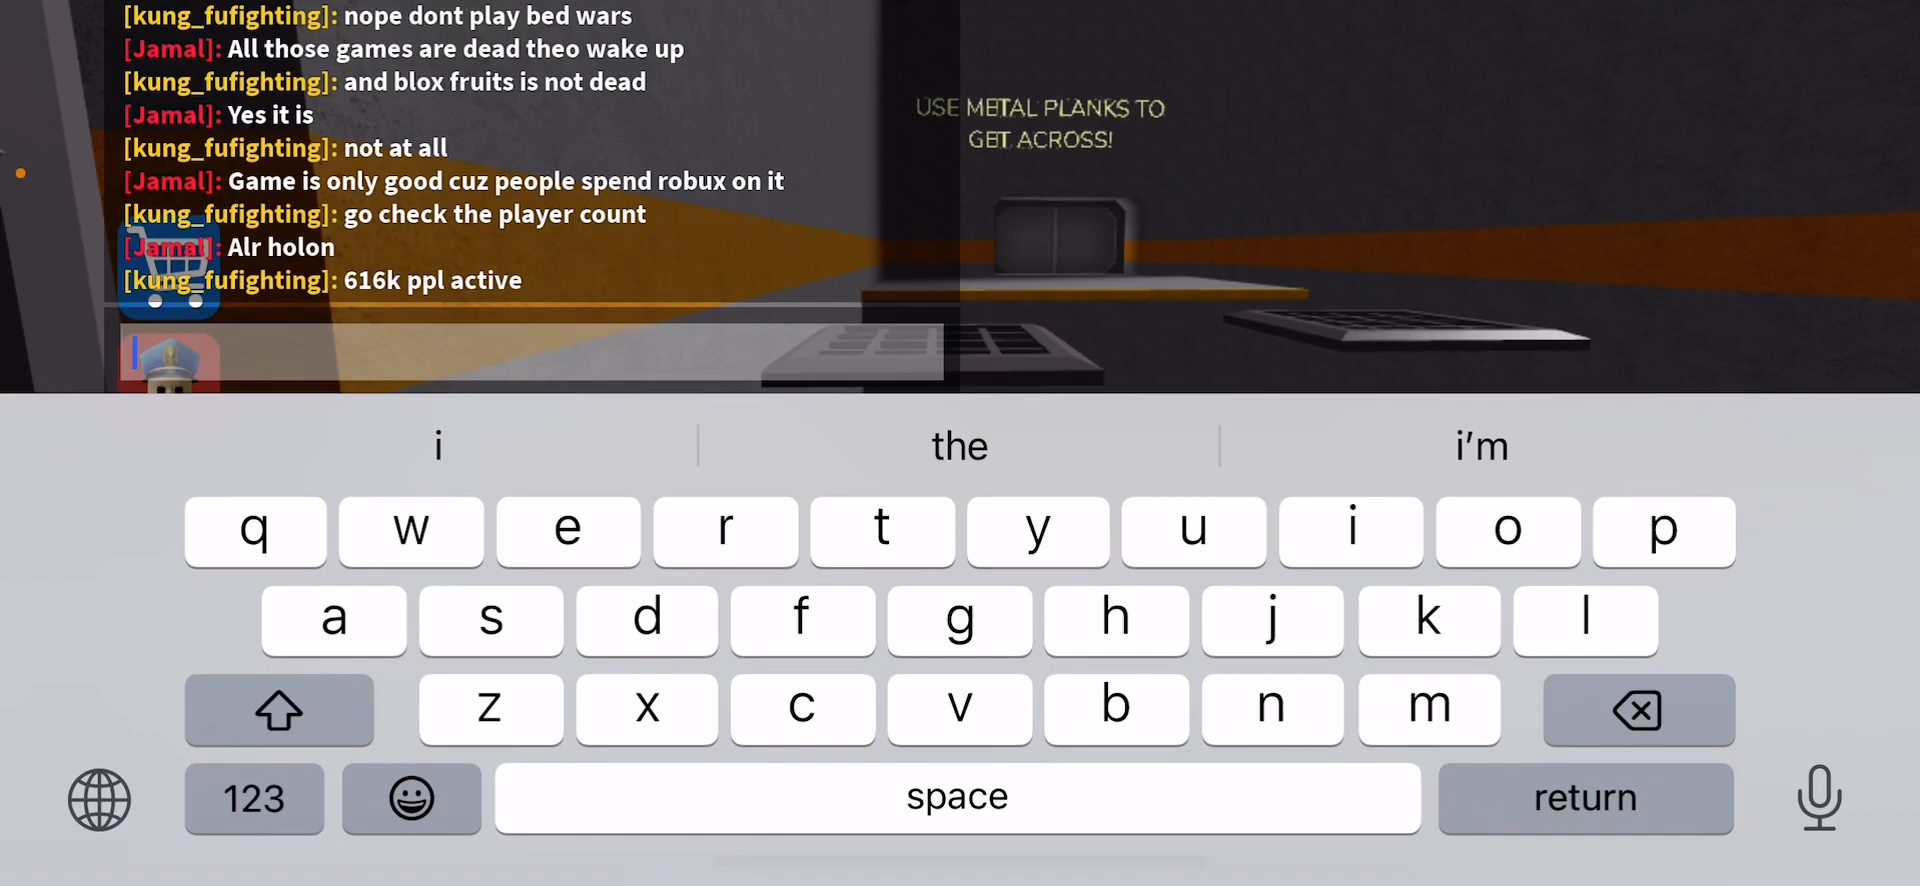 [kung_fufighting]: nope dont play bed wars
[Jamal]: All those games are dead theo wake up
[kung_fufighting]: and blox fruits is not dead
[Jamal]: Yes it is
[kung_fufighting]: not at all
[Jamal]: Game is only good cuz people spend robux on it
[kung_fufighting]: go check the player count
[Jamal]: Alr holon
[kung_fufighting]: 616k ppl active
USE METAL PLANKS TO
GET ACROSS!
i the i'm
q w e r t y u i o p
a s d f g h j k l
z x c v b n m
123 space return